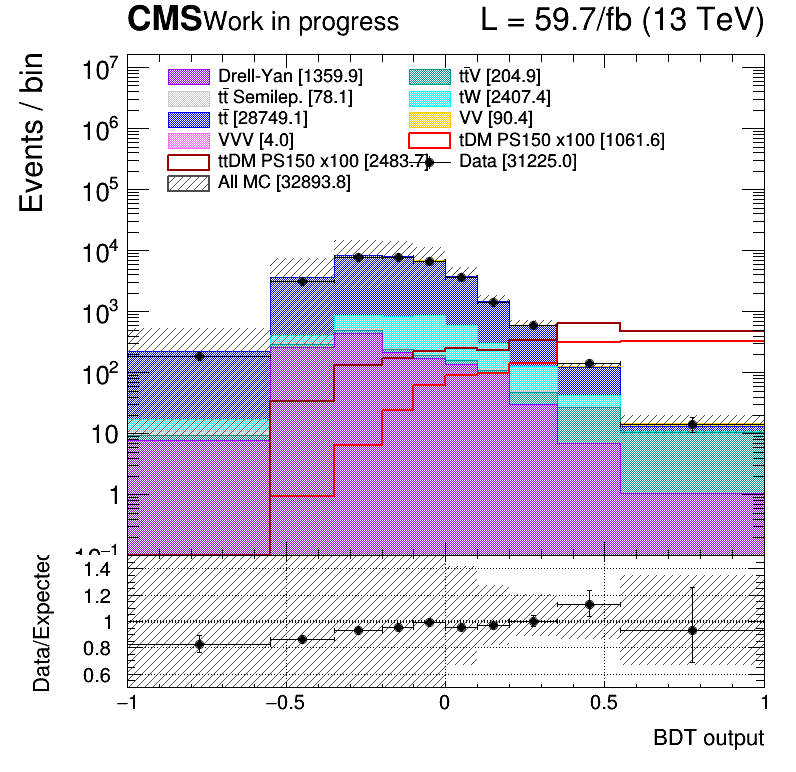 CMS Work in progress L = 59.7/fb (13 TeV)
Events / bin
10⁷
10⁶
10⁵
10⁴
10³
10²
10
1
10⁻¹
Drell-Yan [1359.9] tt̄V [204.9]
tt̄ Semilep. [78.1] tW [2407.4]
tt̄ [28749.1] VV [90.4]
VVV [4.0] tDM PS150 x100 [1061.6]
ttDM PS150 x100 [2483.7] Data [31225.0]
All MC [32893.8]
Data/Expected
1.4
1.2
1
0.8
0.6
−1 −0.5 0 0.5 1
BDT output